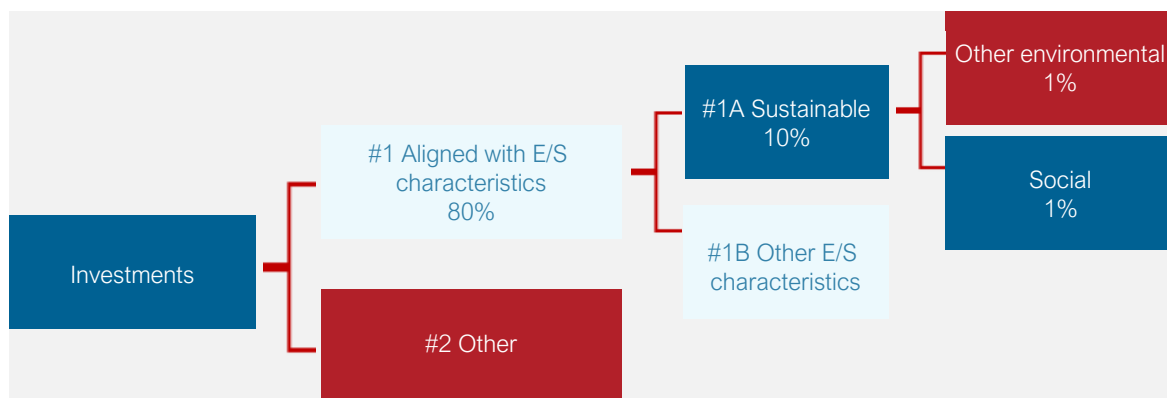 Investments
#1 Aligned with E/S
characteristics
80%
#2 Other
#1A Sustainable
10%
#1B Other E/S
characteristics
Other environmental
1%
Social
1%